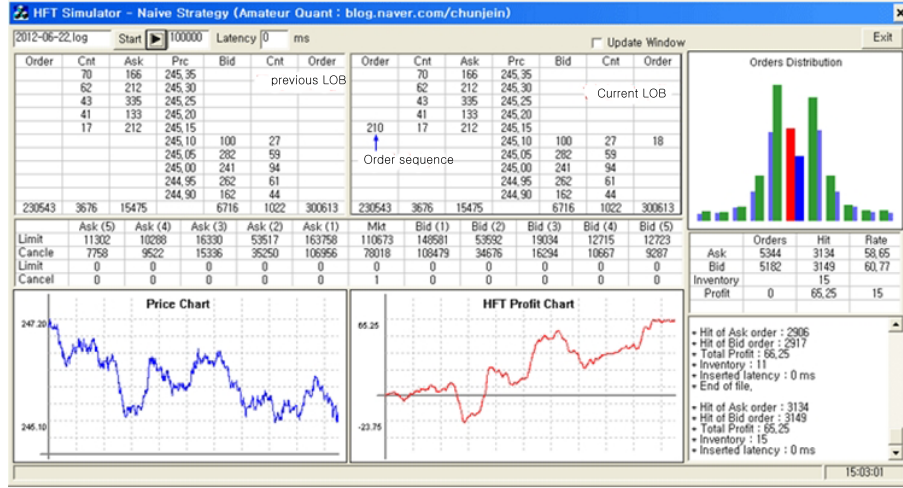 HFT Simulator - Naive Strategy (Amateur Quant : blog.naver.com/chunjein)
2012-06-22,log Start 100000 Latency 0 ms Update Window Exit
Order Cnt Ask Prc Bid Cnt Order
70 166 245,35
62 212 245,30
43 335 245,25
41 133 245,20
17 212 245,15
245,10 100 27
245,05 282 59
245,00 241 94
244,95 262 61
244,90 162 44
230543 3676 15475 6716 1022 300613
previous LOB
Order Cnt Ask Prc Bid Cnt Order
70 166 245,35
62 212 245,30
43 335 245,25
41 133 245,20
210 17 212 245,15
245,10 100 27 18
245,05 282 59
245,00 241 94
244,95 262 61
244,90 162 44
230543 3676 15475 6716 1022 300613
Current LOB
Order sequence
Orders Distribution
Ask (5) Ask (4) Ask (3) Ask (2) Ask (1) Mkt Bid (1) Bid (2) Bid (3) Bid (4) Bid (5)
Limit 11302 10288 16330 53517 163758 110673 148581 53592 19034 12715 12723
Cancle 7758 9522 15336 35250 106956 78018 108479 34676 16294 10667 9287
Limit 0 0 0 0 0 0 0 0 0 0 0
Cancel 0 0 0 0 0 1 0 0 0 0 0
Orders Hit Rate
Ask 5344 3134 58,65
Bid 5182 3149 60,77
Inventory 15
Profit 0 65,25 15
Price Chart
247.20
245.10
HFT Profit Chart
65.25
-23.75
* Hit of Ask order : 2906
* Hit of Bid order : 2917
* Total Profit : 66,25
* Inventory : 11
* Inserted latency : 0 ms
* End of file,
* Hit of Ask order : 3134
* Hit of Bid order : 3149
* Total Profit : 65,25
* Inventory : 15
* Inserted latency : 0 ms
15:03:01